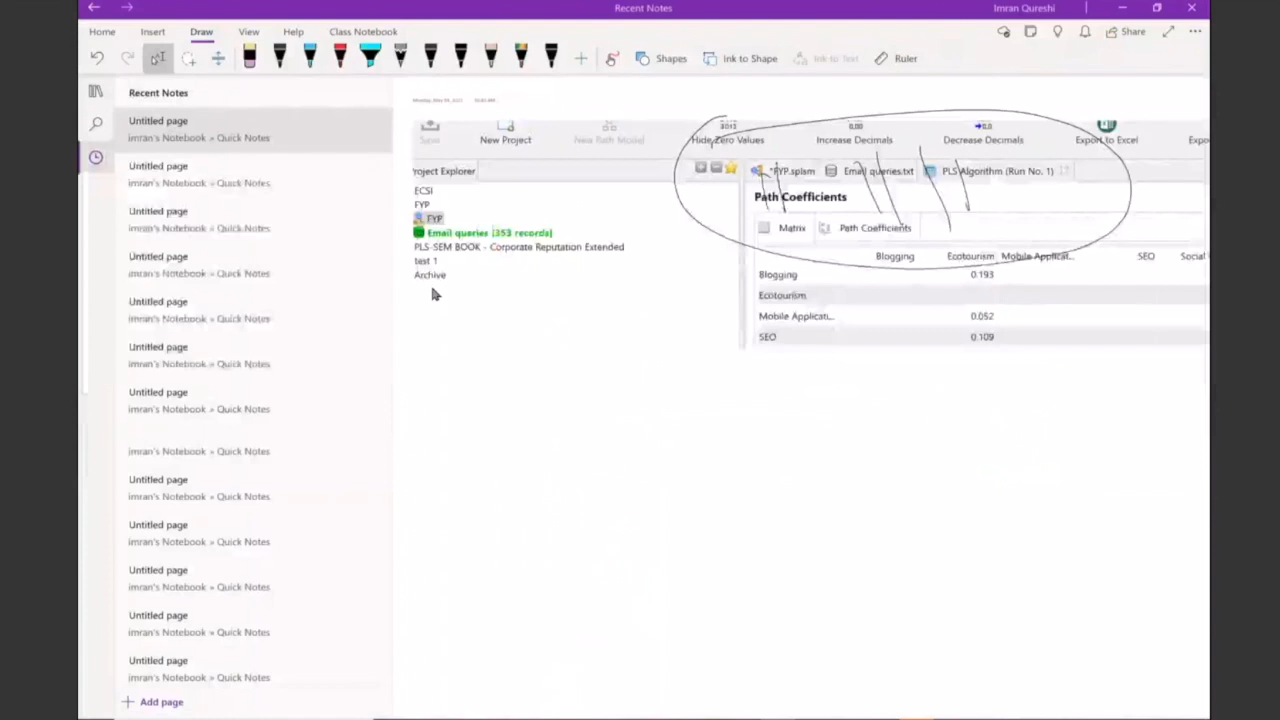 Recent Notes
Imran Qureshi
Home Insert Draw View Help Class Notebook
Share
Shapes Ink to Shape Ink to Text Ruler
Recent Notes
Untitled page
imran's Notebook » Quick Notes
Untitled page
imran's Notebook » Quick Notes
Untitled page
imran's Notebook » Quick Notes
Untitled page
imran's Notebook » Quick Notes
Untitled page
imran's Notebook » Quick Notes
Untitled page
imran's Notebook » Quick Notes
Untitled page
imran's Notebook » Quick Notes
imran's Notebook » Quick Notes
Untitled page
imran's Notebook » Quick Notes
Untitled page
imran's Notebook » Quick Notes
Untitled page
imran's Notebook » Quick Notes
Untitled page
imran's Notebook » Quick Notes
Untitled page
imran's Notebook » Quick Notes
Add page
Save New Project New Path Model Hide Zero Values Increase Decimals Decrease Decimals Export to Excel Expo
roject Explorer
ECSI
FYP
FYP
Email queries [353 records]
PLS-SEM BOOK - Corporate Reputation Extended
test 1
Archive
*FYP.splsm Email queries.txt PLS Algorithm (Run No. 1)
Path Coefficients
Matrix Path Coefficients
Blogging Ecotourism Mobile Applicat... SEO Social
Blogging 0.193
Ecotourism
Mobile Applicati... 0.052
SEO 0.109